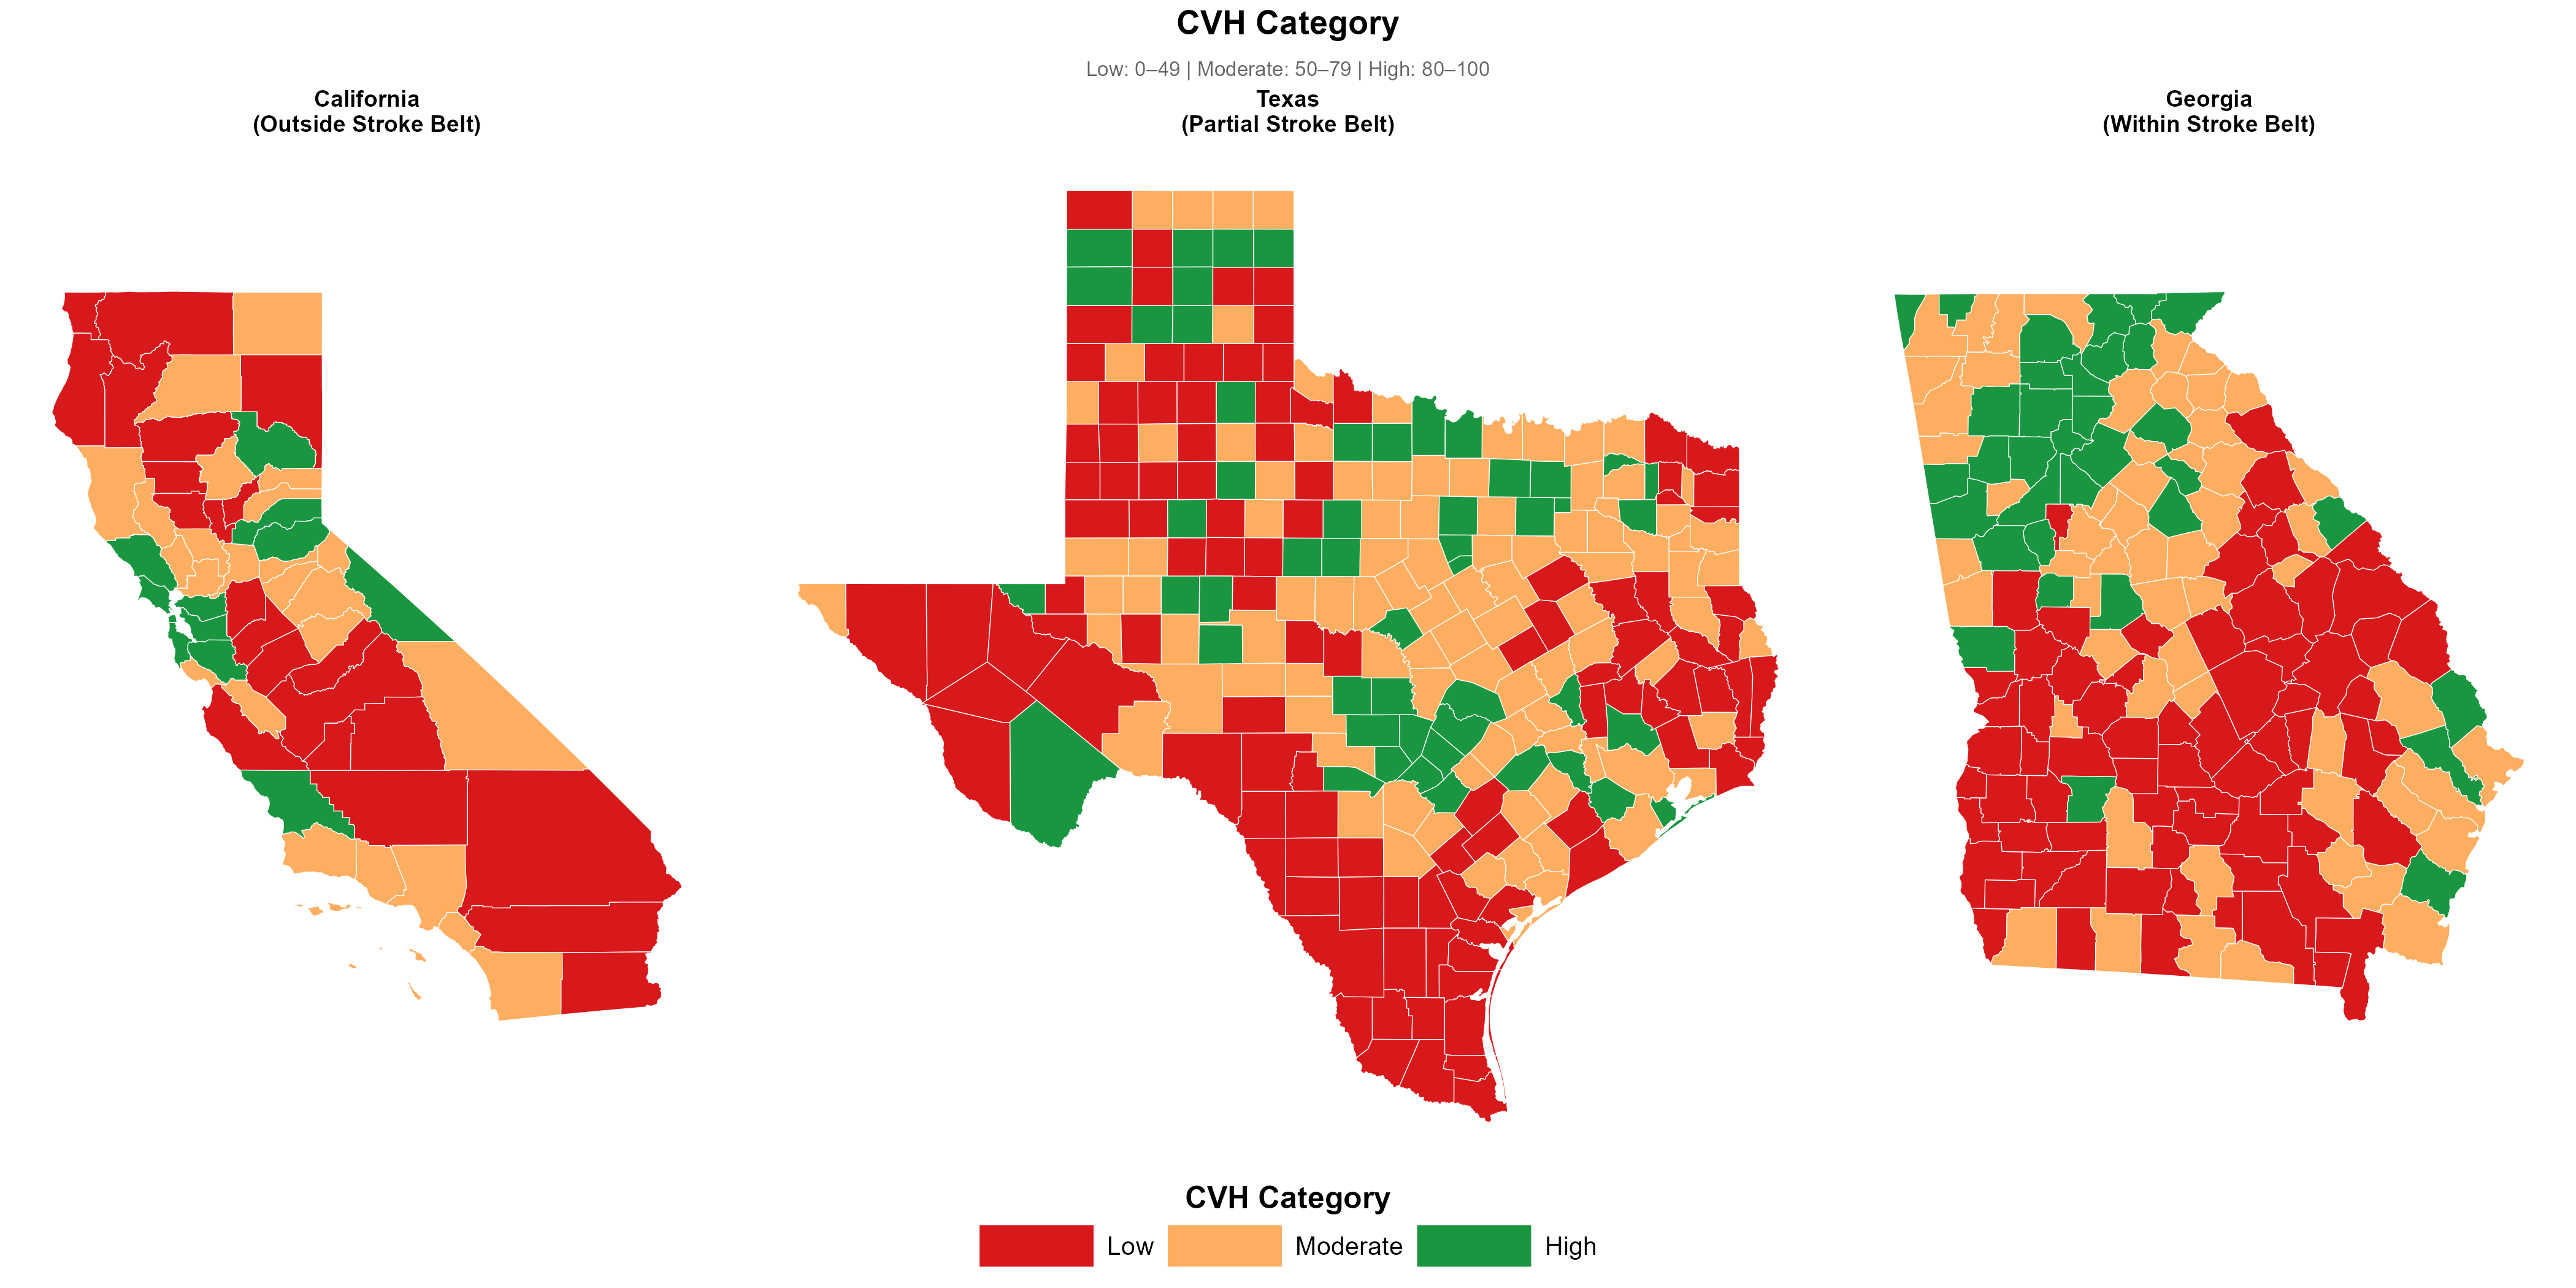 CVH Category
Low: 0–49 | Moderate: 50–79 | High: 80–100
California
(Outside Stroke Belt)
Texas
(Partial Stroke Belt)
Georgia
(Within Stroke Belt)
CVH Category
Low
Moderate
High